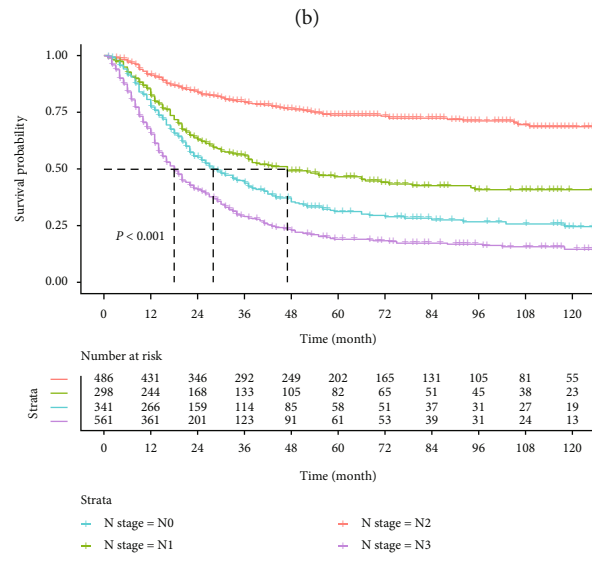 (b)
1.00
0.75
0.50
0.25
0.00
Survival probability
P < 0.001
0 12 24 36 48 60 72 84 96 108 120
Time (month)
Number at risk
Strata
486 431 346 292 249 202 165 131 105 81 55
298 244 168 133 105 82 65 51 45 38 23
341 266 159 114 85 58 51 37 31 27 19
561 361 201 123 91 61 53 39 31 24 13
0 12 24 36 48 60 72 84 96 108 120
Time (month)
Strata
N stage = N0 N stage = N2
N stage = N1 N stage = N3